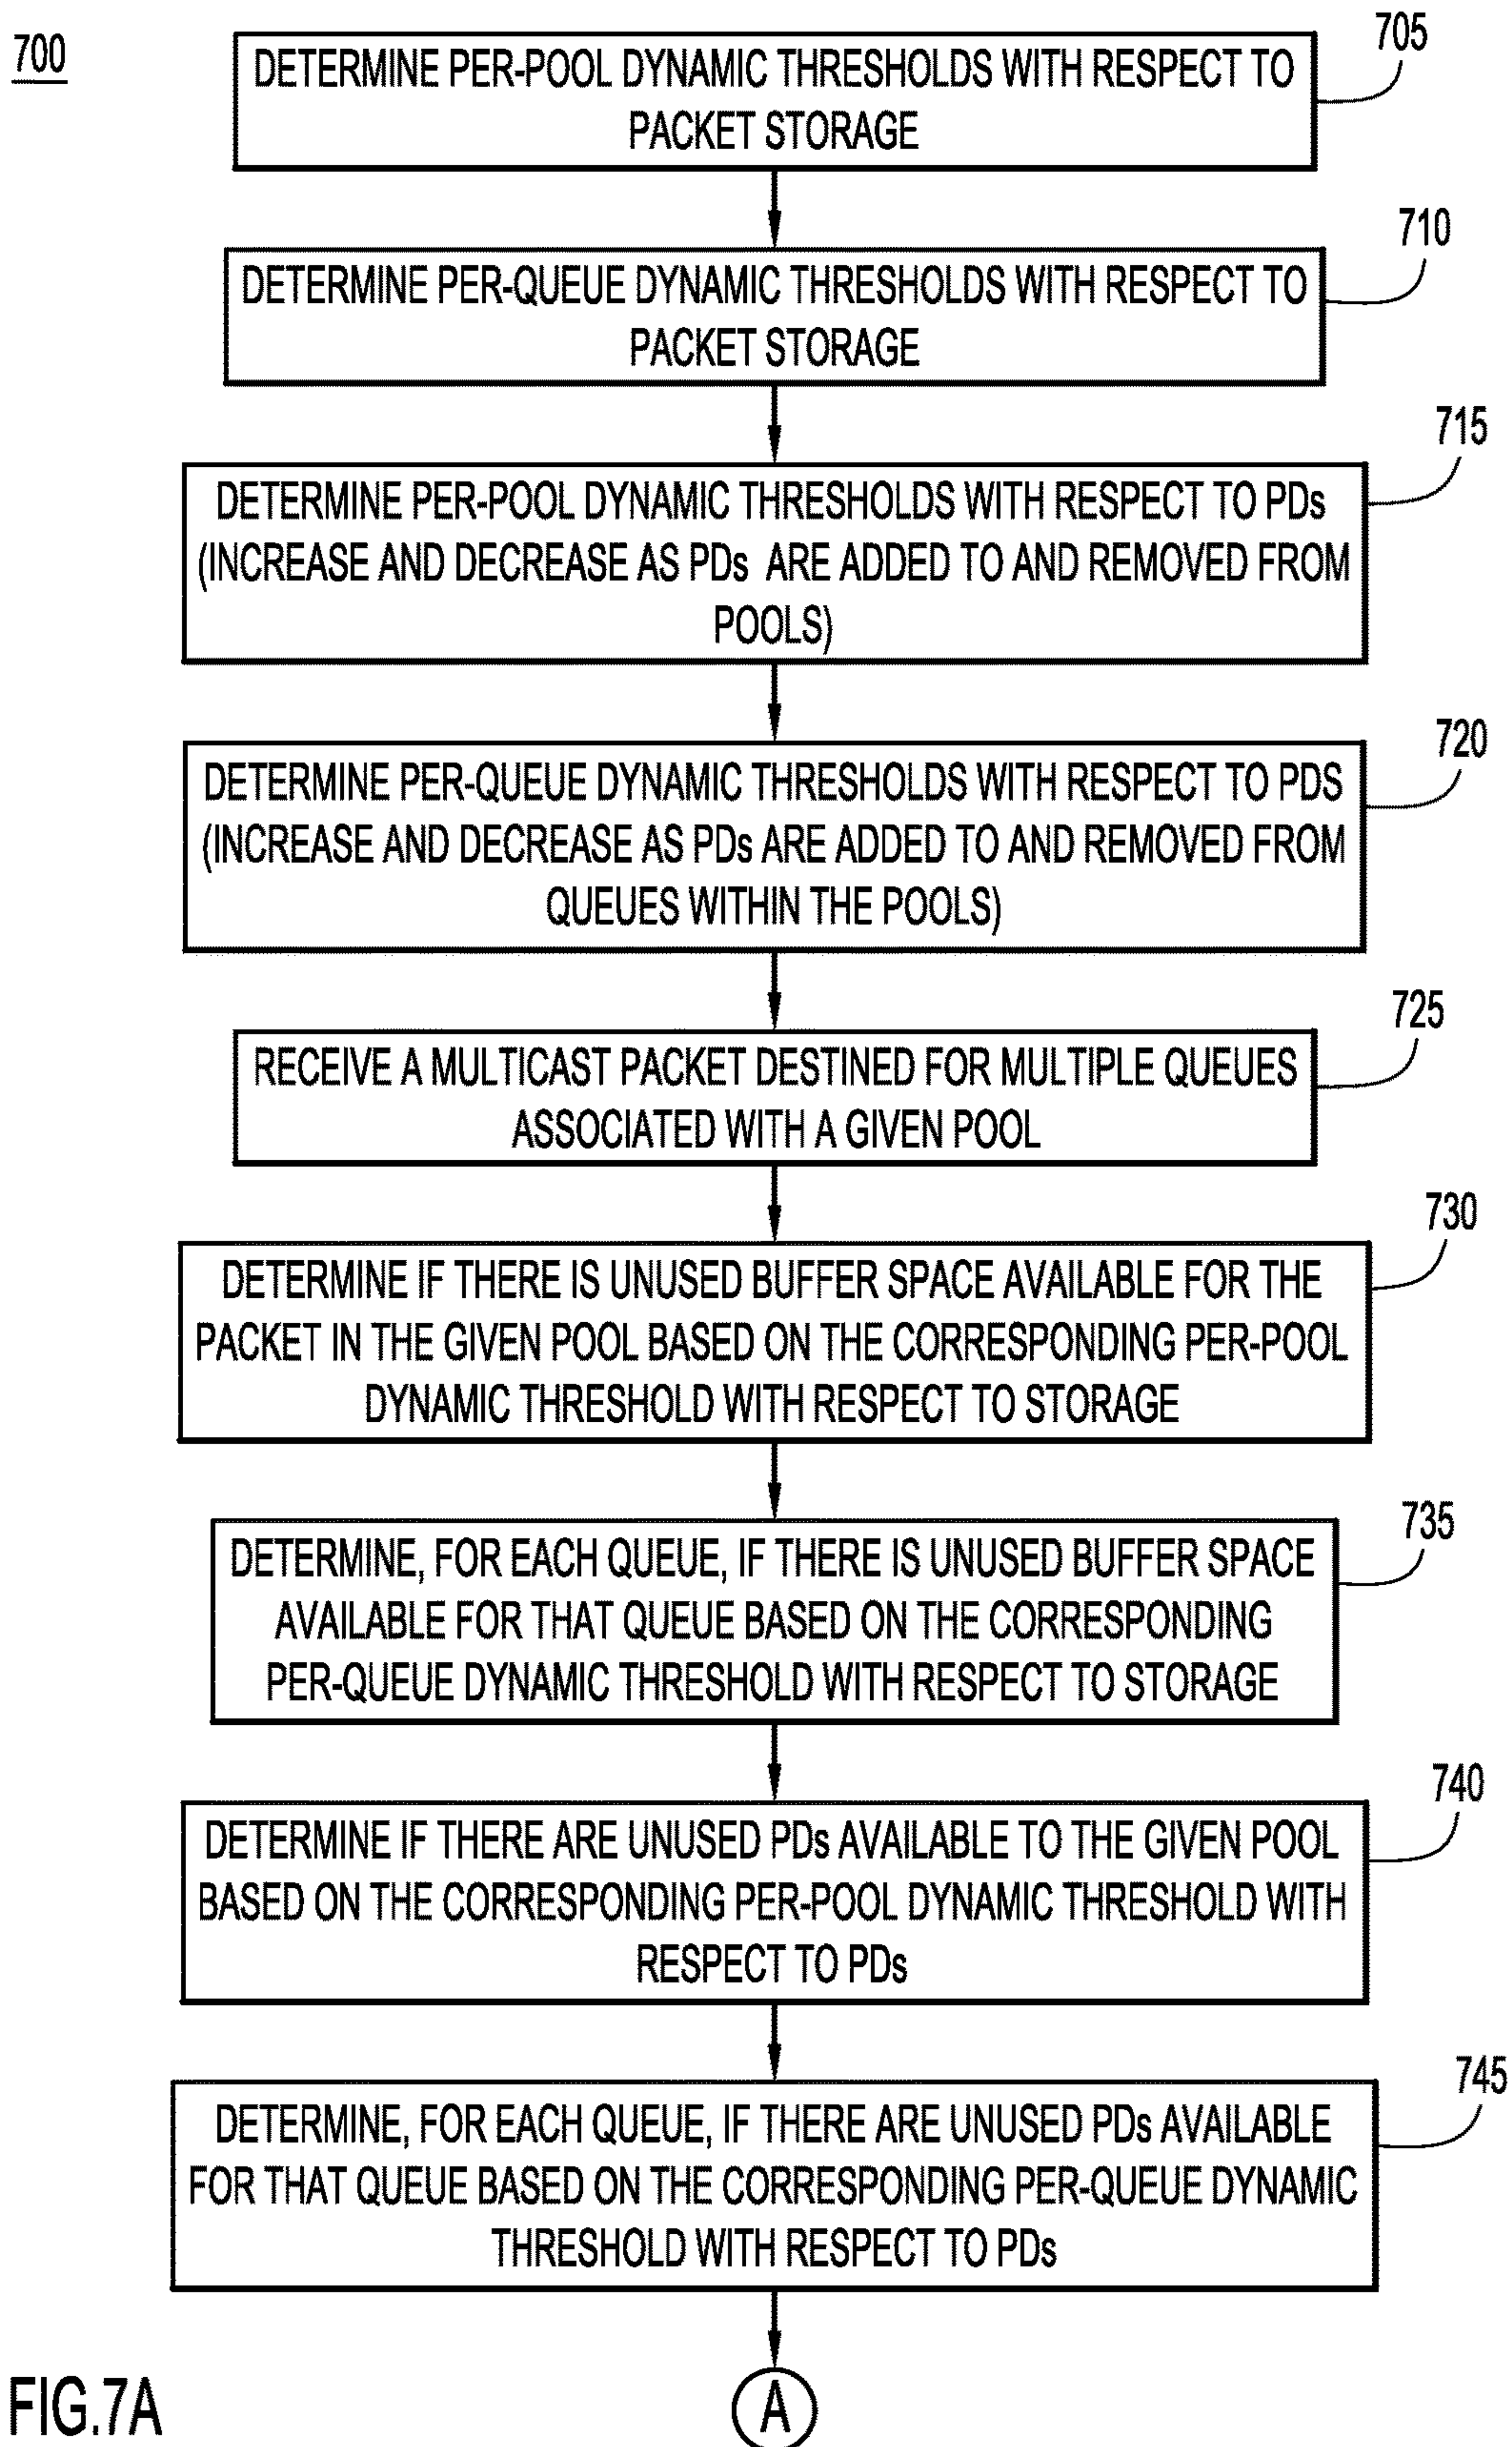 700
705
DETERMINE PER-POOL DYNAMIC THRESHOLDS WITH RESPECT TO
PACKET STORAGE
710
DETERMINE PER-QUEUE DYNAMIC THRESHOLDS WITH RESPECT TO
PACKET STORAGE
715
DETERMINE PER-POOL DYNAMIC THRESHOLDS WITH RESPECT TO PDs
(INCREASE AND DECREASE AS PDs ARE ADDED TO AND REMOVED FROM
POOLS)
720
DETERMINE PER-QUEUE DYNAMIC THRESHOLDS WITH RESPECT TO PDS
(INCREASE AND DECREASE AS PDs ARE ADDED TO AND REMOVED FROM
QUEUES WITHIN THE POOLS)
725
RECEIVE A MULTICAST PACKET DESTINED FOR MULTIPLE QUEUES
ASSOCIATED WITH A GIVEN POOL
730
DETERMINE IF THERE IS UNUSED BUFFER SPACE AVAILABLE FOR THE
PACKET IN THE GIVEN POOL BASED ON THE CORRESPONDING PER-POOL
DYNAMIC THRESHOLD WITH RESPECT TO STORAGE
735
DETERMINE, FOR EACH QUEUE, IF THERE IS UNUSED BUFFER SPACE
AVAILABLE FOR THAT QUEUE BASED ON THE CORRESPONDING
PER-QUEUE DYNAMIC THRESHOLD WITH RESPECT TO STORAGE
740
DETERMINE IF THERE ARE UNUSED PDs AVAILABLE TO THE GIVEN POOL
BASED ON THE CORRESPONDING PER-POOL DYNAMIC THRESHOLD WITH
RESPECT TO PDs
745
DETERMINE, FOR EACH QUEUE, IF THERE ARE UNUSED PDs AVAILABLE
FOR THAT QUEUE BASED ON THE CORRESPONDING PER-QUEUE DYNAMIC
THRESHOLD WITH RESPECT TO PDs
A
FIG.7A